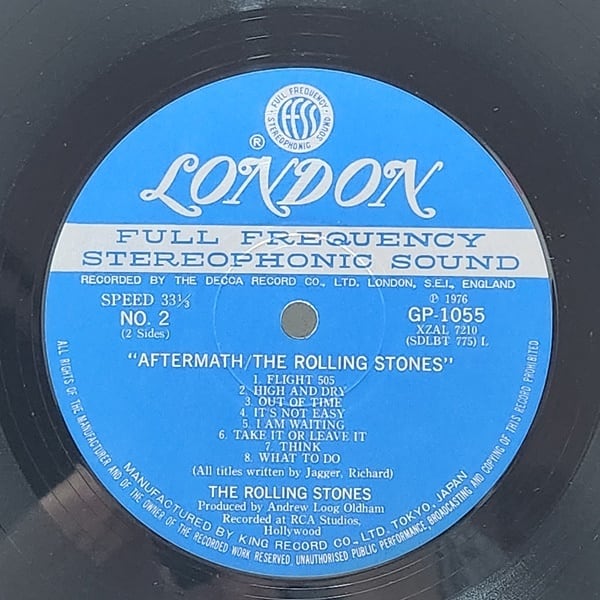 FULL FREQUENCY
ffss
STEREOPHONIC SOUND
®
LONDON
FULL FREQUENCY
STEREOPHONIC SOUND
RECORDED BY THE DECCA RECORD CO., LTD. LONDON, S.E.I., ENGLAND
SPEED 33⅓
NO. 2
(2 Sides)
℗ 1976
GP-1055
XZAL 7210
(SDLBT 775) L
"AFTERMATH/THE ROLLING STONES"
1. FLIGHT 505
2. HIGH AND DRY
3. OUT OF TIME
4. IT'S NOT EASY
5. I AM WAITING
6. TAKE IT OR LEAVE IT
7. THINK
8. WHAT TO DO
(All titles written by Jagger, Richard)
THE ROLLING STONES
Produced by Andrew Loog Oldham
Recorded at RCA Studios,
Hollywood
MANUFACTURED BY KING RECORD CO., LTD. TOKYO, JAPAN
ALL RIGHTS OF THE MANUFACTURER AND OF THE OWNER OF THE RECORDED WORK RESERVED UNAUTHORISED PUBLIC PERFORMANCE, BROADCASTING AND COPYING OF THIS RECORD PROHIBITED